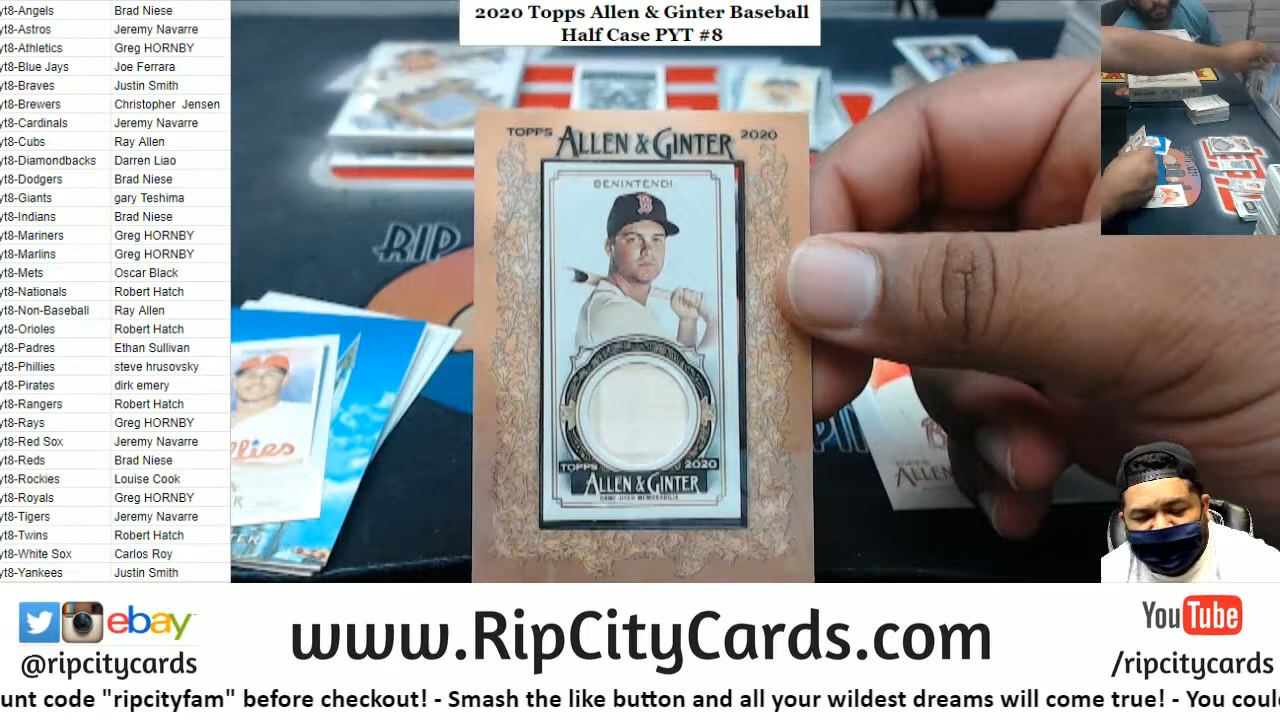 2020 Topps Allen & Ginter Baseball
Half Case PYT #8
yt8-Angels Brad Niese
yt8-Astros Jeremy Navarre
yt8-Athletics Greg HORNBY
yt8-Blue Jays Joe Ferrara
yt8-Braves Justin Smith
yt8-Brewers Christopher Jensen
yt8-Cardinals Jeremy Navarre
yt8-Cubs Ray Allen
yt8-Diamondbacks Darren Liao
yt8-Dodgers Brad Niese
yt8-Giants gary Teshima
yt8-Indians Brad Niese
yt8-Mariners Greg HORNBY
yt8-Marlins Greg HORNBY
yt8-Mets Oscar Black
yt8-Nationals Robert Hatch
yt8-Non-Baseball Ray Allen
yt8-Orioles Robert Hatch
yt8-Padres Ethan Sullivan
yt8-Phillies steve hrusovsky
yt8-Pirates dirk emery
yt8-Rangers Robert Hatch
yt8-Rays Greg HORNBY
yt8-Red Sox Jeremy Navarre
yt8-Reds Brad Niese
yt8-Rockies Louise Cook
yt8-Royals Greg HORNBY
yt8-Tigers Jeremy Navarre
yt8-Twins Robert Hatch
yt8-White Sox Carlos Roy
yt8-Yankees Justin Smith
TOPPS ALLEN & GINTER 2020
BENINTENDI
B
TOPPS 2020
ALLEN & GINTER
GAME-USED MEMORABILIA
RIP
llies
TOPPS
ALLEN
ebay
@ripcitycards
www.RipCityCards.com
YouTube
/ripcitycards
unt code "ripcityfam" before checkout! - Smash the like button and all your wildest dreams will come true! - You coul